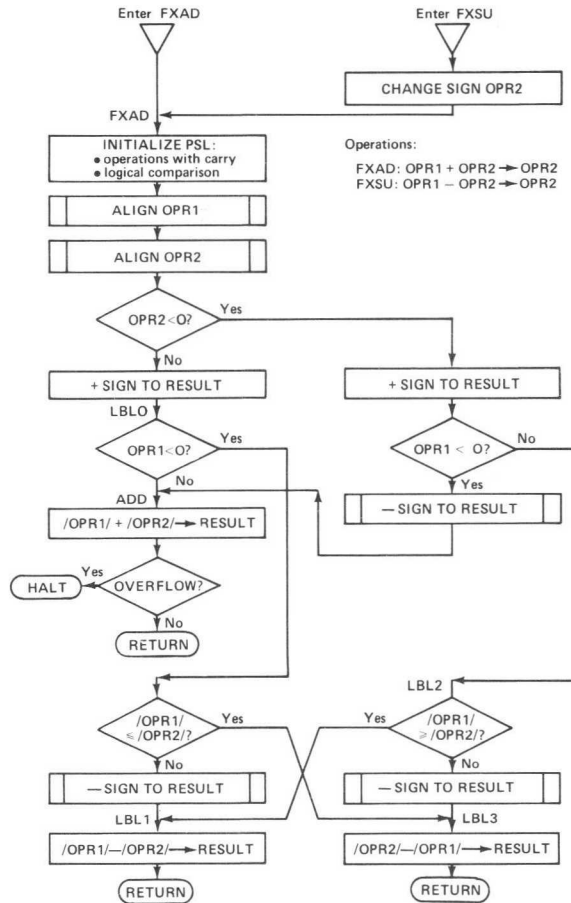 Enter FXAD
Enter FXSU
CHANGE SIGN OPR2
FXAD
INITIALIZE PSL:
• operations with carry
• logical comparison
Operations:
FXAD: OPR1 + OPR2 → OPR2
FXSU: OPR1 — OPR2 → OPR2
ALIGN OPR1
ALIGN OPR2
OPR2<O?
Yes
No
+ SIGN TO RESULT
+ SIGN TO RESULT
LBLO
OPR1<O?
Yes
OPR1 < O?
No
No
Yes
ADD
— SIGN TO RESULT
/OPR1/ + /OPR2/→ RESULT
HALT
Yes
OVERFLOW?
No
RETURN
LBL2
/OPR1/
≤ /OPR2/?
Yes
Yes
/OPR1/
≥ /OPR2/?
No
No
— SIGN TO RESULT
— SIGN TO RESULT
LBL1
LBL3
/OPR1/—/OPR2/→ RESULT
/OPR2/—/OPR1/→ RESULT
RETURN
RETURN